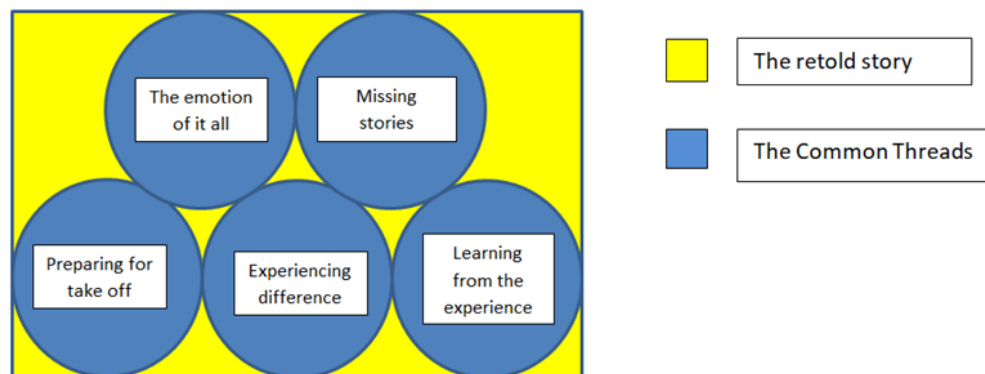 The emotion
of it all
Missing
stories
Preparing for
take off
Experiencing
difference
Learning
from the
experience
The retold story
The Common Threads